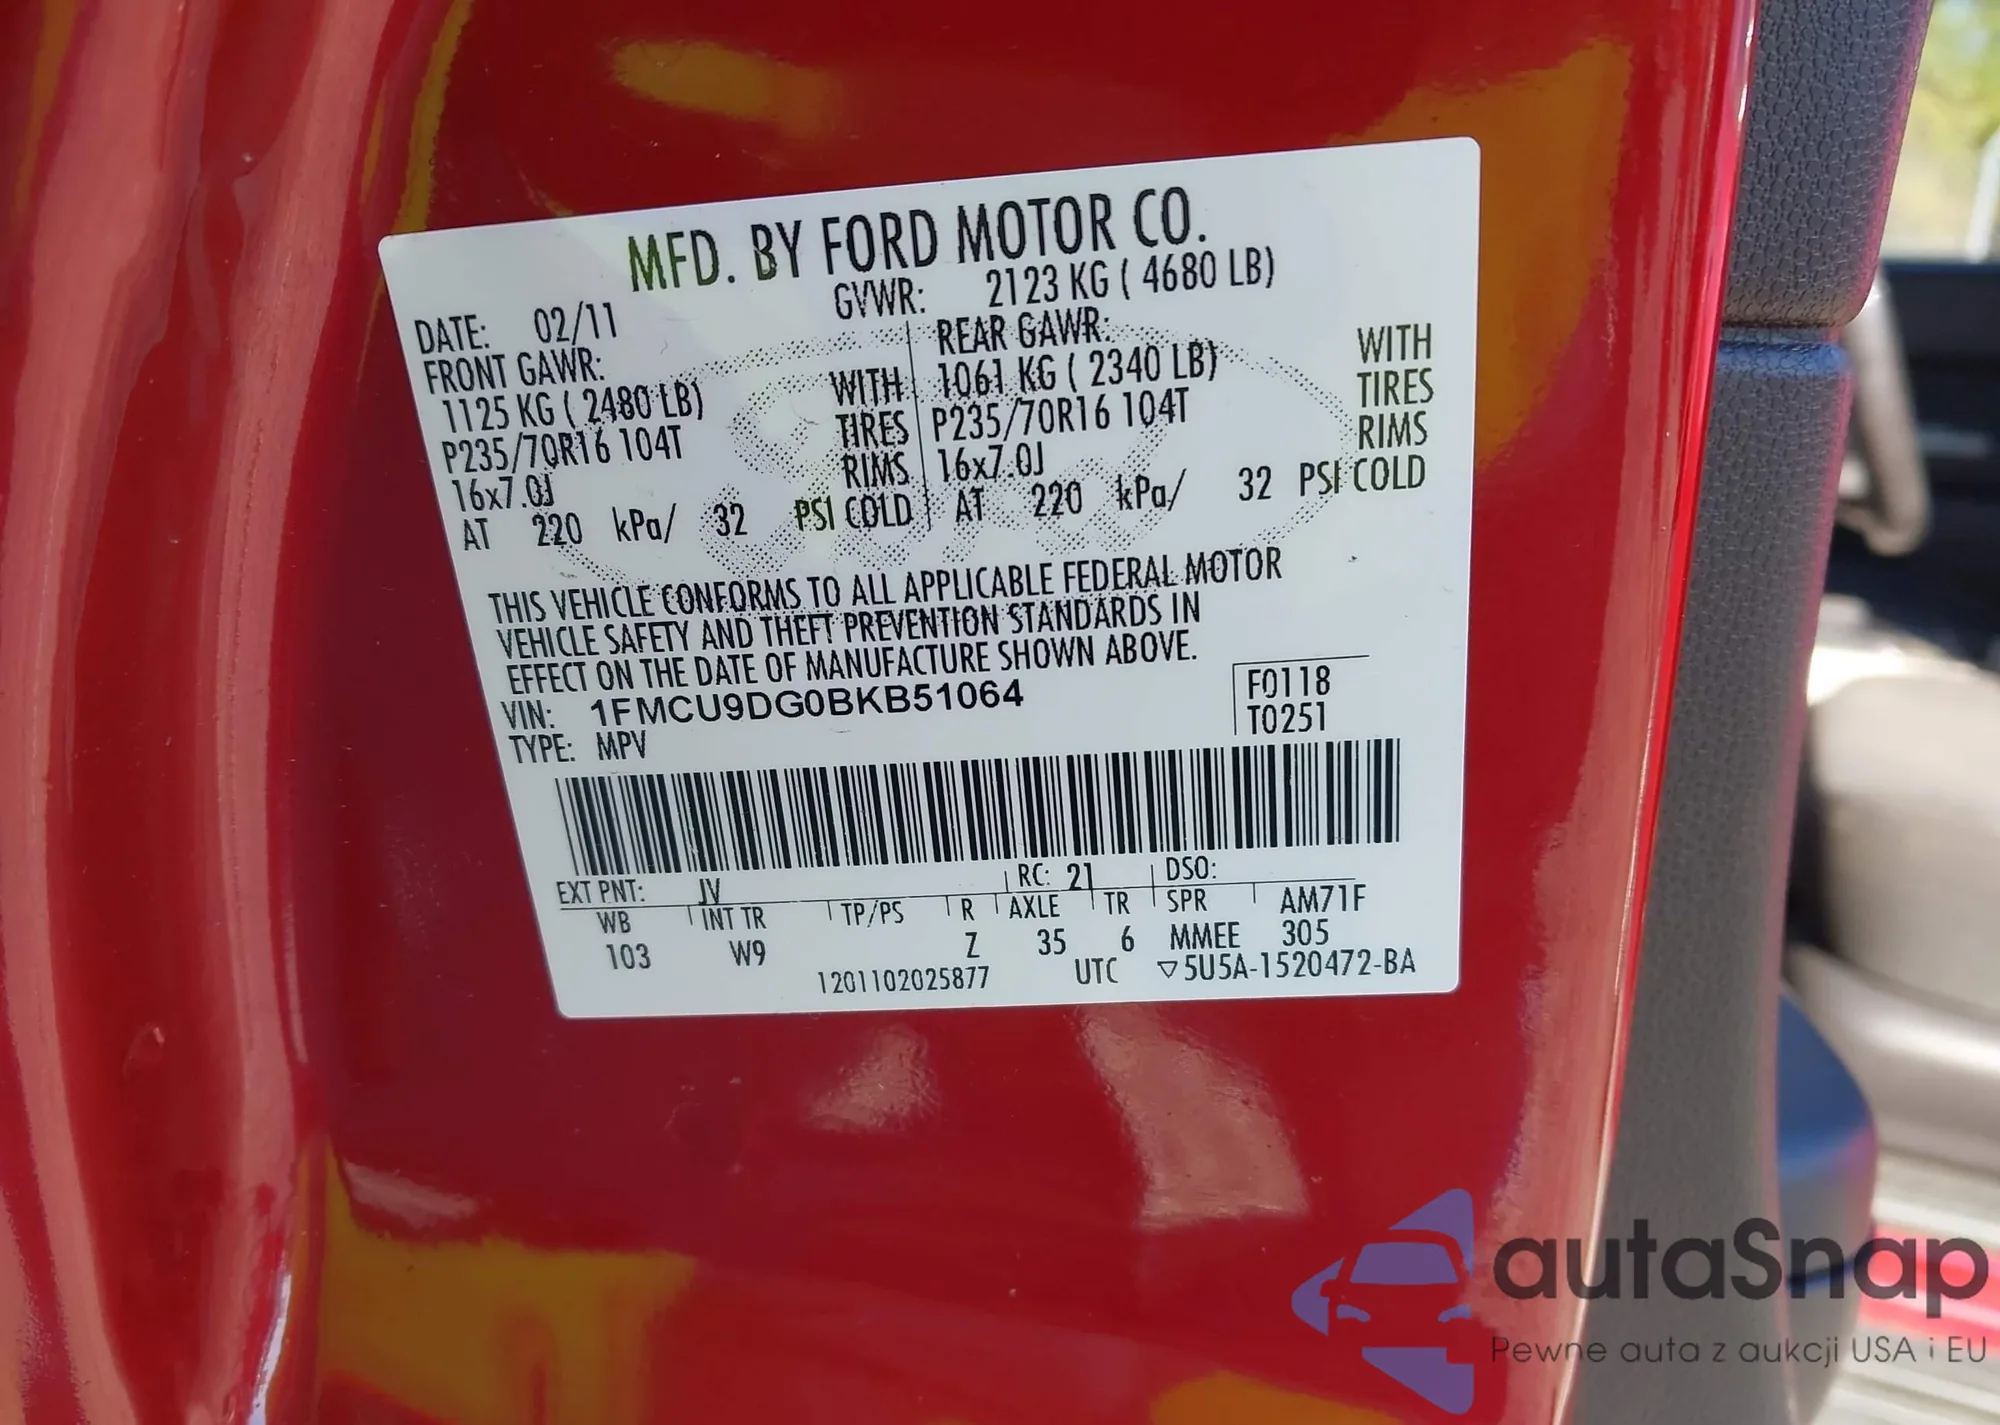 MFD. BY FORD MOTOR CO.
DATE: 02/11 GVWR: 2123 KG ( 4680 LB)
FRONT GAWR: REAR GAWR:
1125 KG ( 2480 LB) WITH 1061 KG ( 2340 LB) WITH
P235/70R16 104T TIRES P235/70R16 104T TIRES
16x7.0J RIMS 16x7.0J RIMS
AT 220 kPa/ 32 PSI COLD AT 220 kPa/ 32 PSI COLD
THIS VEHICLE CONFORMS TO ALL APPLICABLE FEDERAL MOTOR
VEHICLE SAFETY AND THEFT PREVENTION STANDARDS IN
EFFECT ON THE DATE OF MANUFACTURE SHOWN ABOVE.
VIN: 1FMCU9DG0BKB51064 F0118
TYPE: MPV T0251
EXT PNT: JV RC: 21 DSO:
WB INT TR TP/PS R AXLE TR SPR AM71F
103 W9 Z 35 6 MMEE 305
1201102025877 UTC ▽5U5A-1520472-BA
autaSnap
Pewne auta z aukcji USA i EU